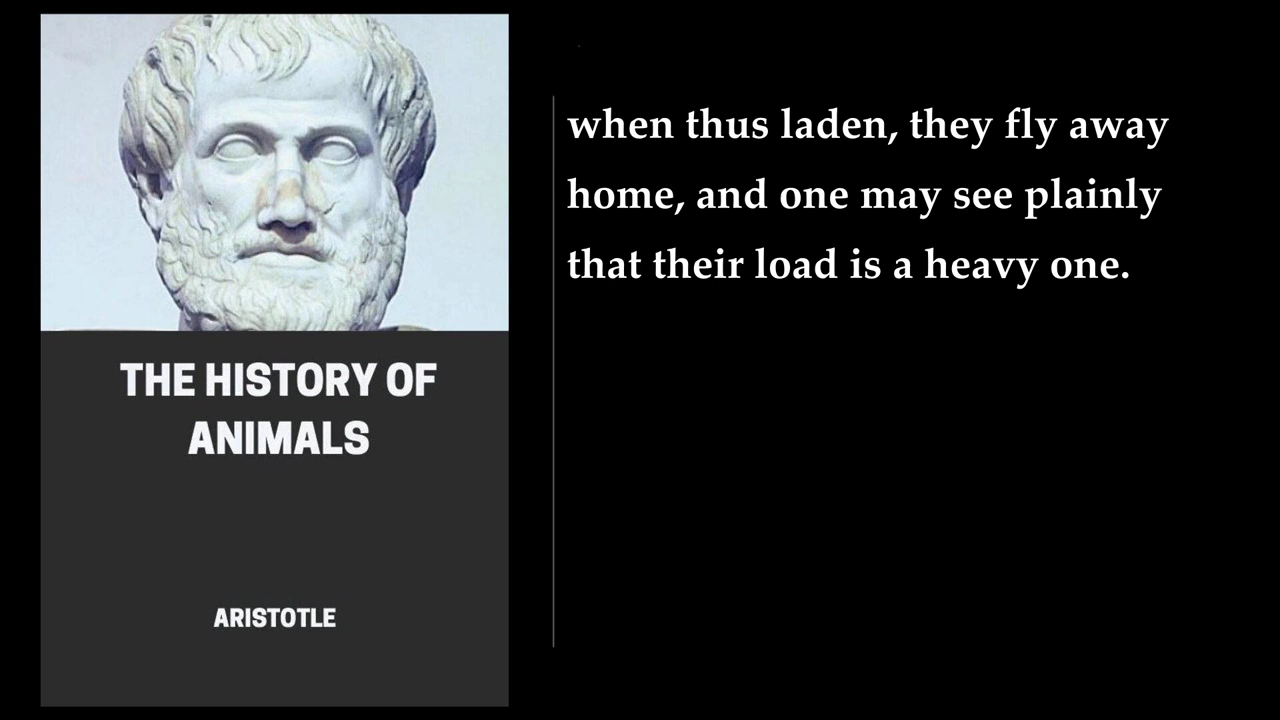 THE HISTORY OF
ANIMALS
ARISTOTLE
when thus laden, they fly away
home, and one may see plainly
that their load is a heavy one.